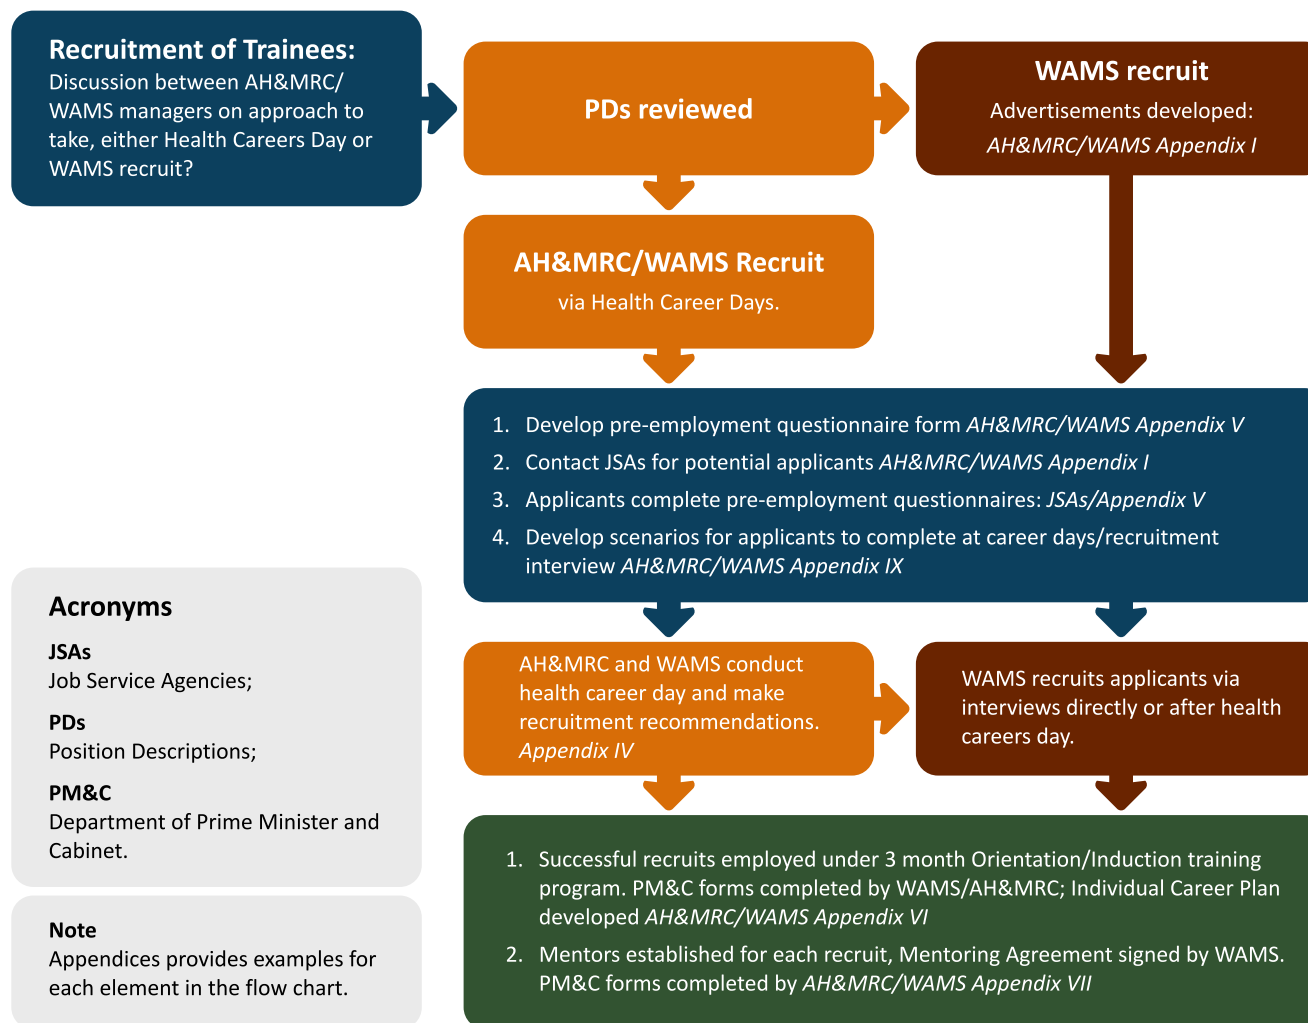 Recruitment of Trainees:
Discussion between AH&MRC/
WAMS managers on approach to
take, either Health Careers Day or
WAMS recruit?
PDs reviewed
WAMS recruit
Advertisements developed:
AH&MRC/WAMS Appendix I
AH&MRC/WAMS Recruit
via Health Career Days.
1. Develop pre-employment questionnaire form AH&MRC/WAMS Appendix V
2. Contact JSAs for potential applicants AH&MRC/WAMS Appendix I
3. Applicants complete pre-employment questionnaires: JSAs/Appendix V
4. Develop scenarios for applicants to complete at career days/recruitment
interview AH&MRC/WAMS Appendix IX
AH&MRC and WAMS conduct
health career day and make
recruitment recommendations.
Appendix IV
WAMS recruits applicants via
interviews directly or after health
careers day.
1. Successful recruits employed under 3 month Orientation/Induction training
program. PM&C forms completed by WAMS/AH&MRC; Individual Career Plan
developed AH&MRC/WAMS Appendix VI
2. Mentors established for each recruit, Mentoring Agreement signed by WAMS.
PM&C forms completed by AH&MRC/WAMS Appendix VII
Acronyms
JSAs
Job Service Agencies;
PDs
Position Descriptions;
PM&C
Department of Prime Minister and
Cabinet.
Note
Appendices provides examples for
each element in the flow chart.